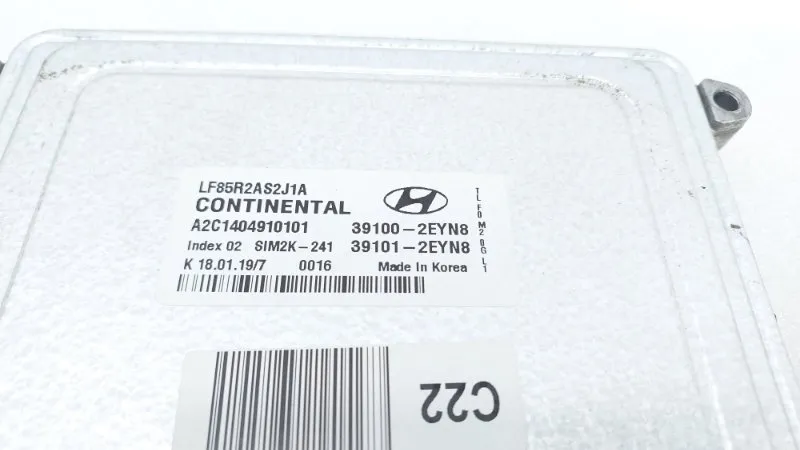 LF85R2AS2J1A
CONTINENTAL
A2C1404910101 39100-2EYN8
Index 02 SIM2K-241 39101-2EYN8
K 18.01.19/7 0016 Made In Korea
TLF0M20GL1
C22